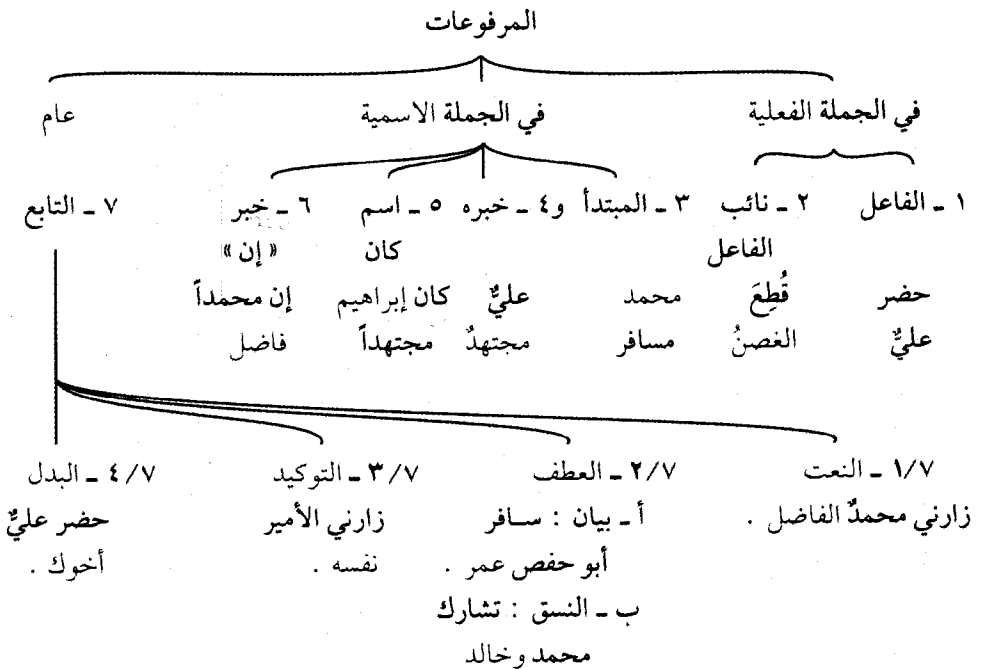 المرفوعات
في الجملة الفعلية في الجملة الاسمية عام
١ ـ الفاعل ٢ ـ نائب ٣ ـ المبتدأ و٤ ـ خبره ٥ ـ اسم ٦ ـ خبر ٧ ـ التابع
الفاعل كان « إن »
حضر قُطِعَ محمد عليٌّ كان إبراهيم إن محمداً
عليٌّ الغصنُ مسافر مجتهدٌ مجتهداً فاضل
١/٧ ـ النعت ٢/٧ ـ العطف ٣/٧ ـ التوكيد ٤/٧ ـ البدل
زارني محمدٌ الفاضل . أ ـ بيان : سافر زارني الأمير حضر عليٌّ
أبو حفص عمر . نفسه . أخوك .
ب ـ النسق : تشارك
محمد وخالد